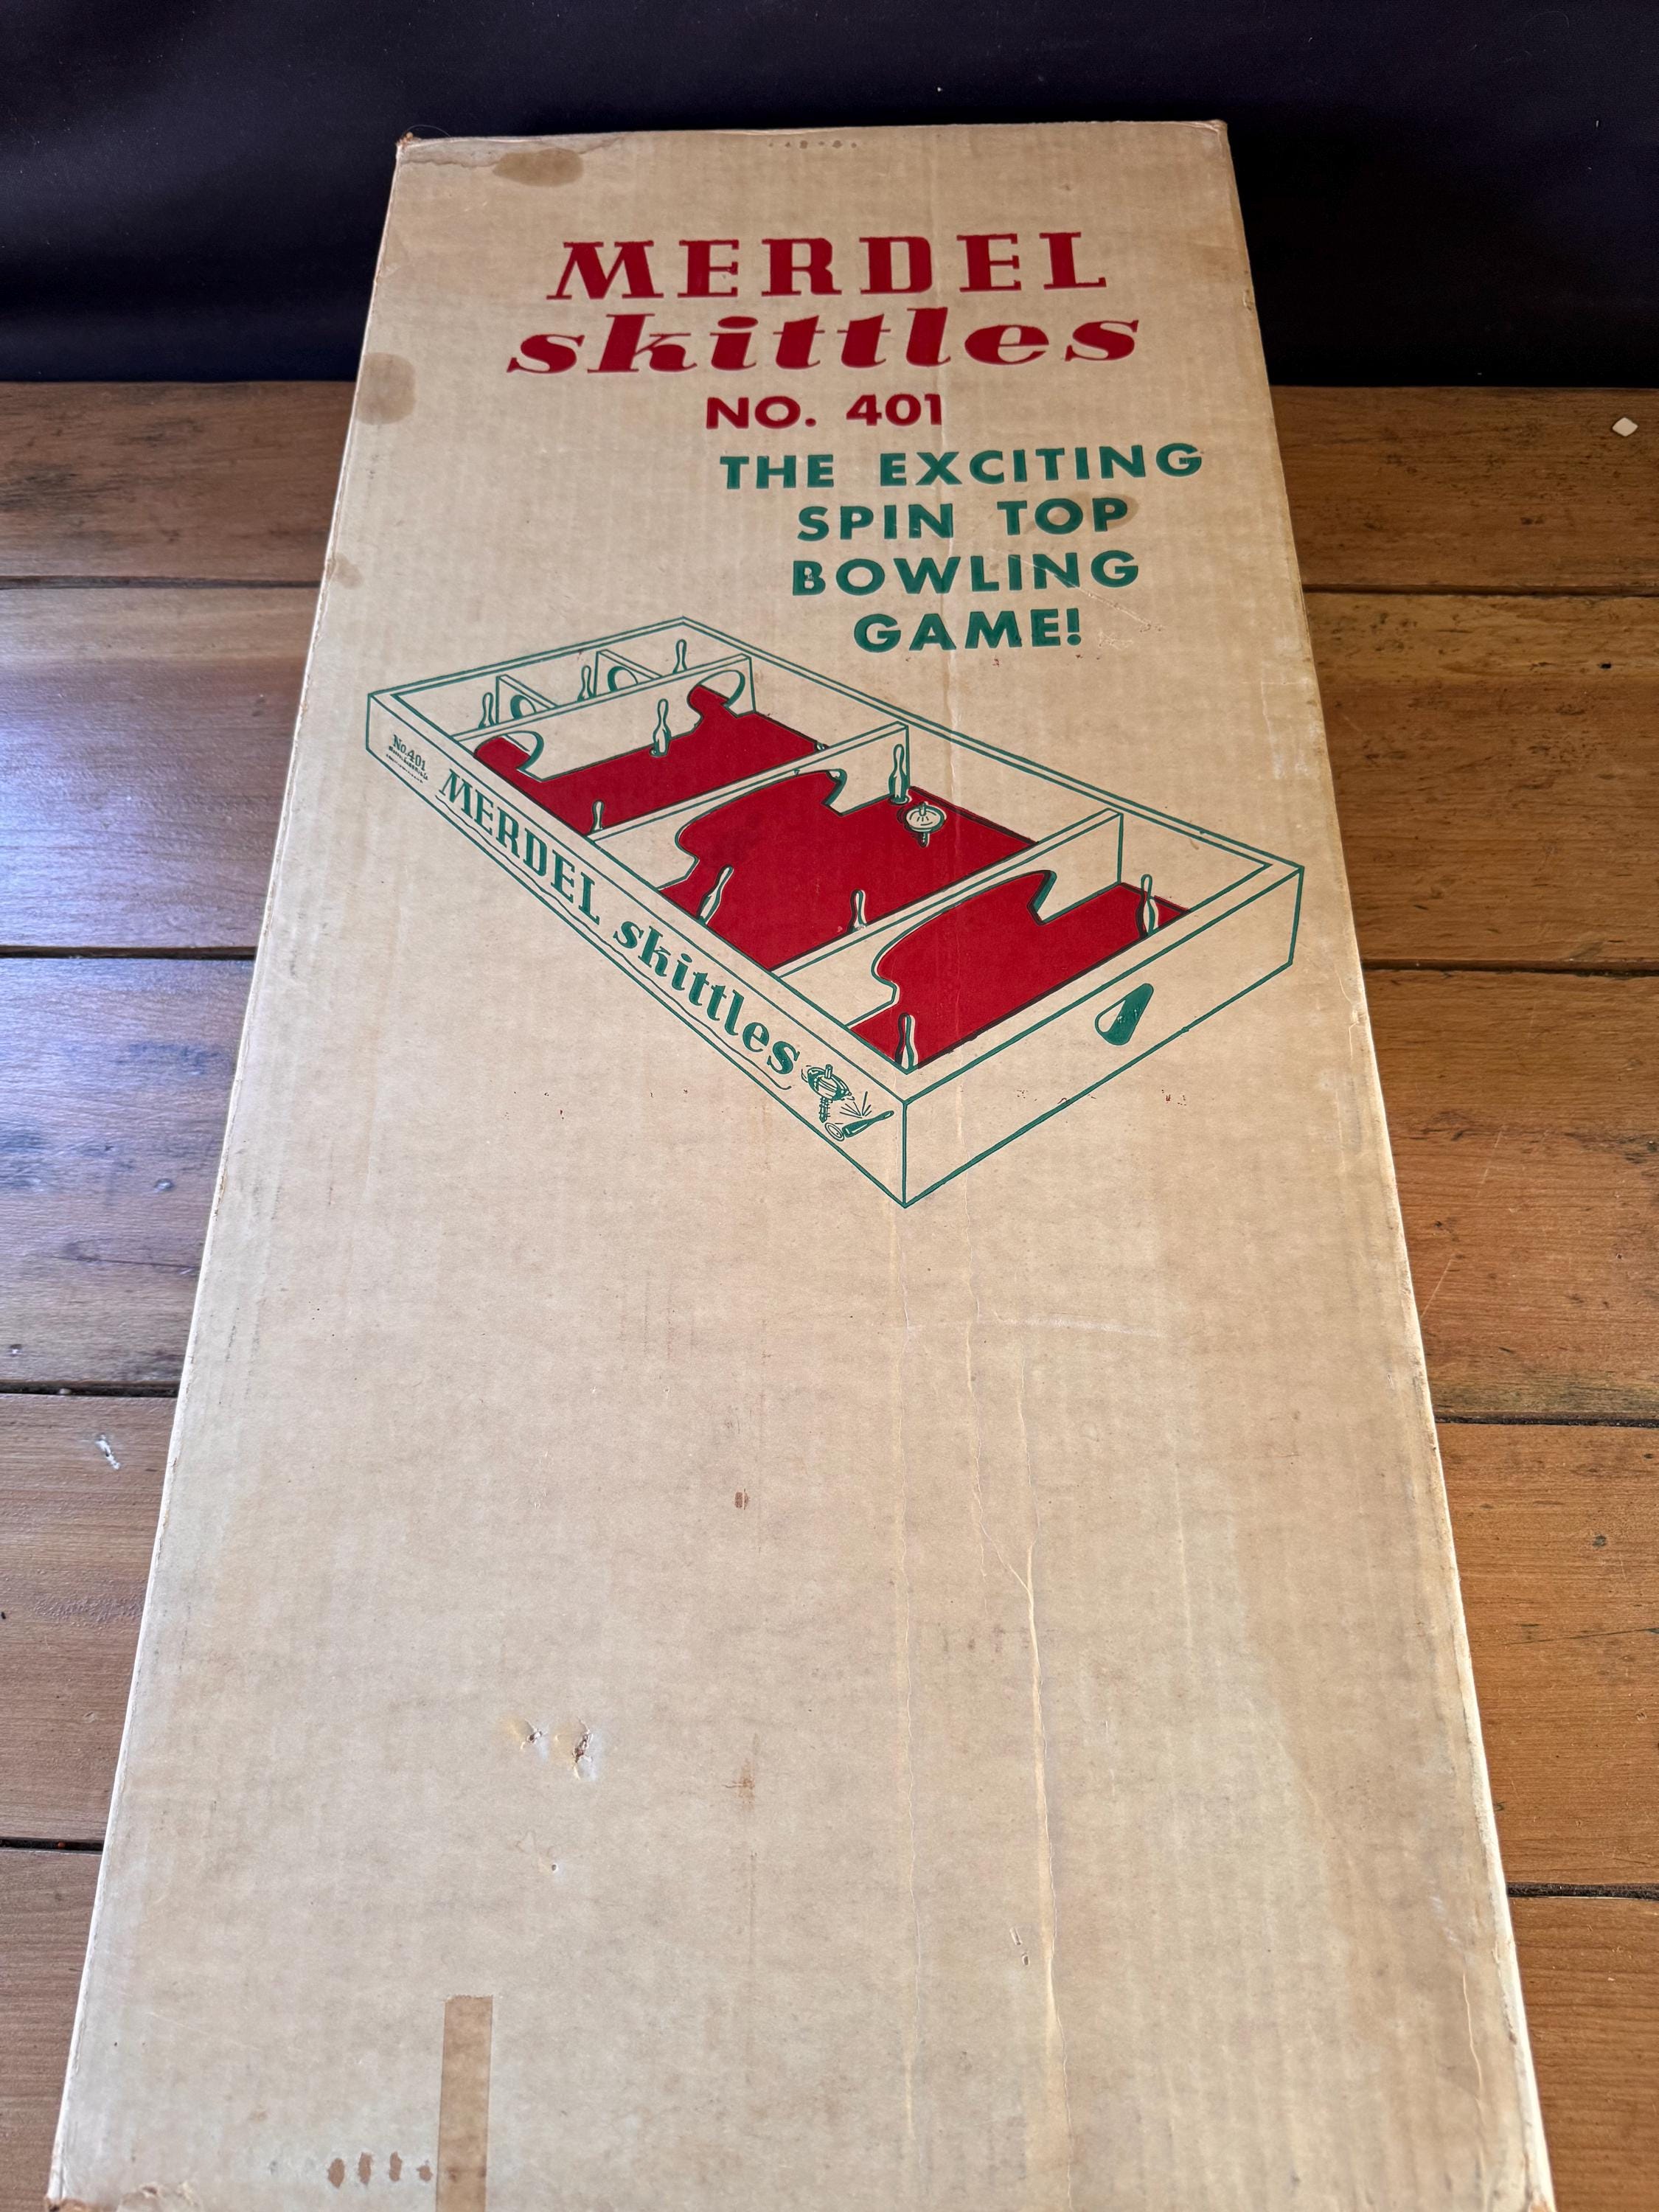 MERDEL
skittles
NO. 401
THE EXCITING
SPIN TOP
BOWLING
GAME!
No. 401
MERDEL skittles